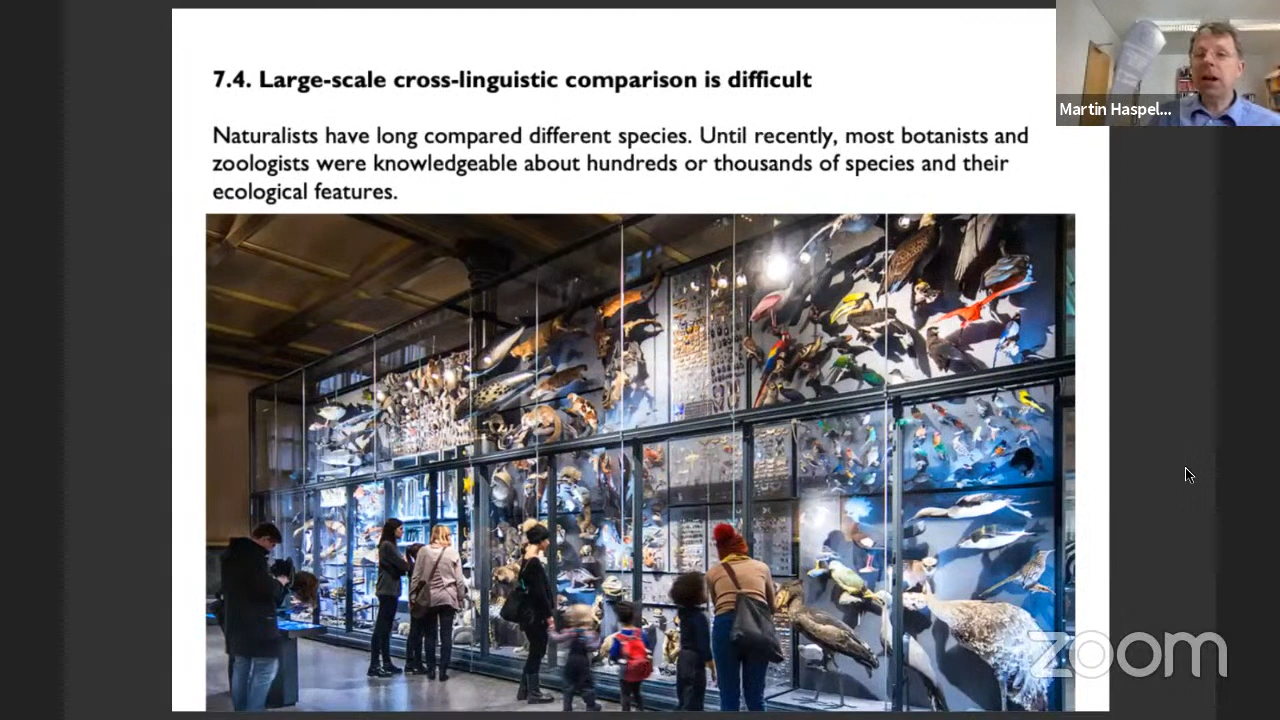 7.4. Large-scale cross-linguistic comparison is difficult
Naturalists have long compared different species. Until recently, most botanists and
zoologists were knowledgeable about hundreds or thousands of species and their
ecological features.
Martin Haspel...
zoom